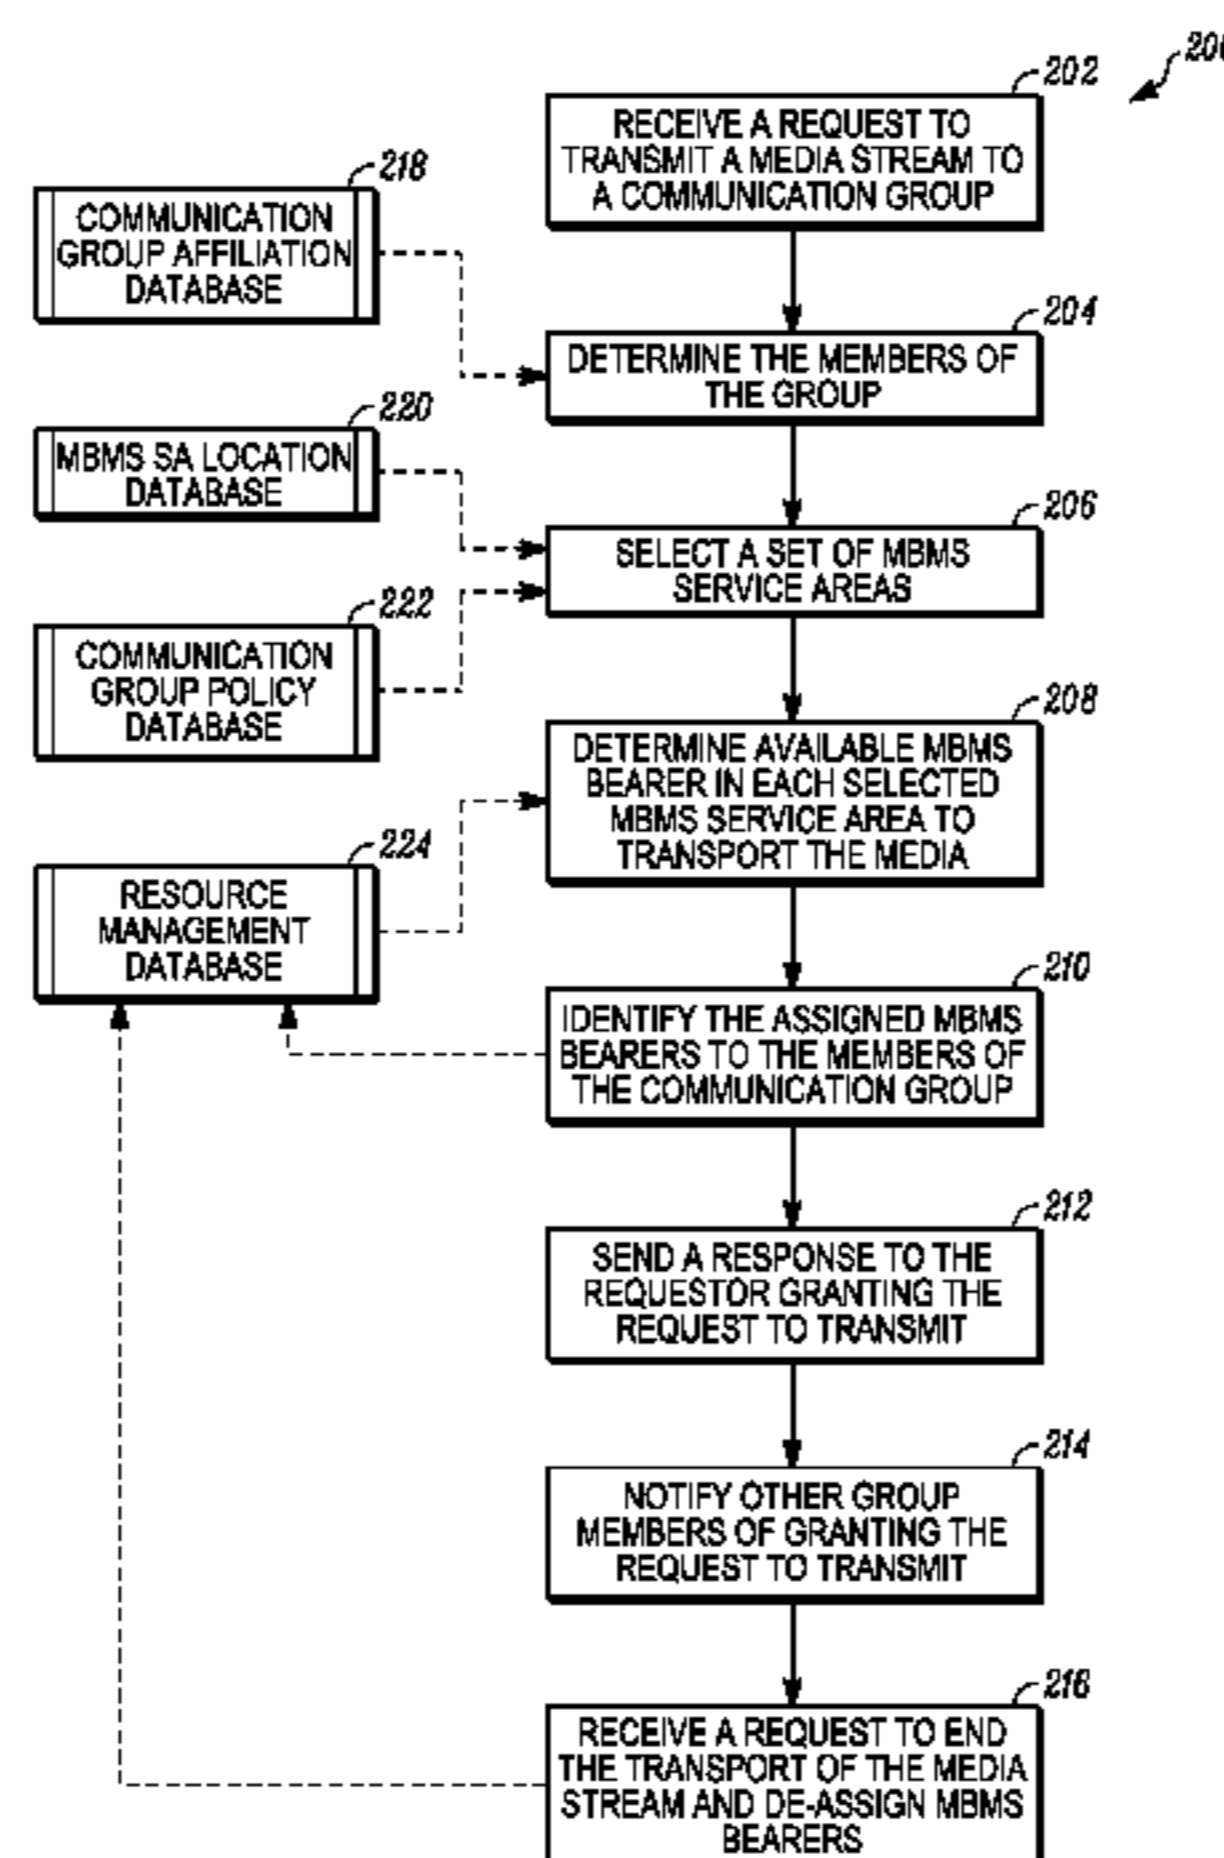 200
202
RECEIVE A REQUEST TO
TRANSMIT A MEDIA STREAM TO
A COMMUNICATION GROUP
218
COMMUNICATION
GROUP AFFILIATION
DATABASE
204
DETERMINE THE MEMBERS OF
THE GROUP
220
MBMS SA LOCATION
DATABASE
206
SELECT A SET OF MBMS
SERVICE AREAS
222
COMMUNICATION
GROUP POLICY
DATABASE
208
DETERMINE AVAILABLE MBMS
BEARER IN EACH SELECTED
MBMS SERVICE AREA TO
TRANSPORT THE MEDIA
224
RESOURCE
MANAGEMENT
DATABASE
210
IDENTIFY THE ASSIGNED MBMS
BEARERS TO THE MEMBERS OF
THE COMMUNICATION GROUP
212
SEND A RESPONSE TO THE
REQUESTOR GRANTING THE
REQUEST TO TRANSMIT
214
NOTIFY OTHER GROUP
MEMBERS OF GRANTING THE
REQUEST TO TRANSMIT
216
RECEIVE A REQUEST TO END
THE TRANSPORT OF THE MEDIA
STREAM AND DE-ASSIGN MBMS
BEARERS